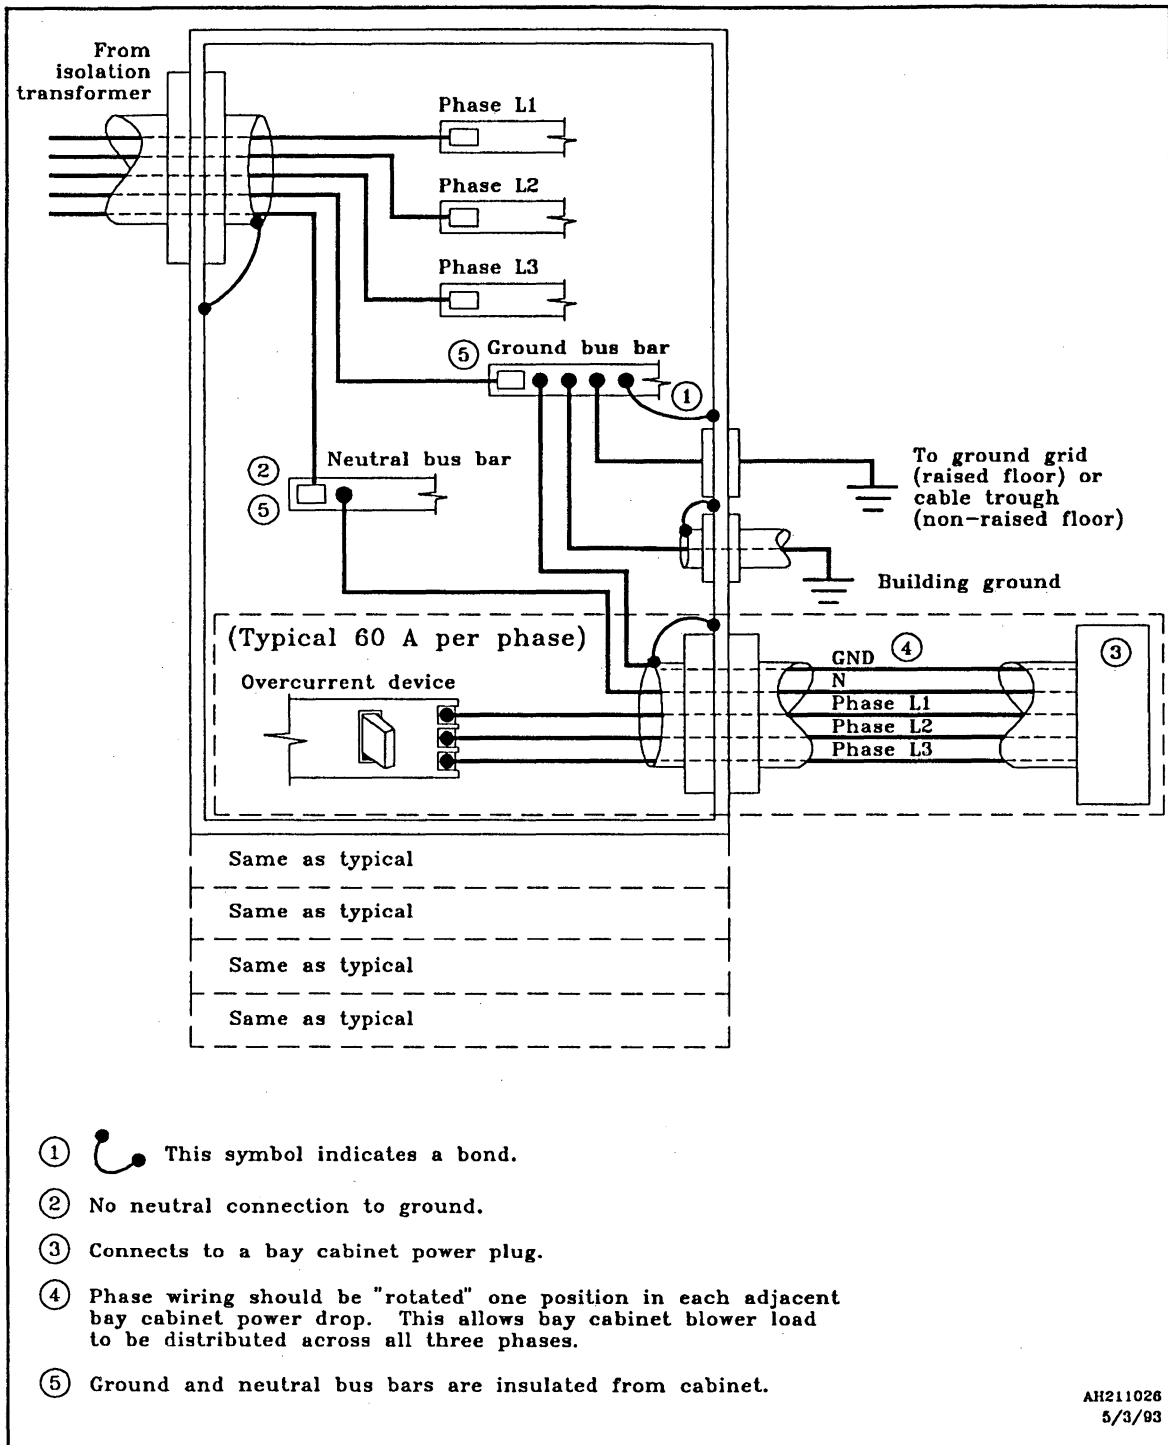 From
isolation
transformer
Phase L1
Phase L2
Phase L3
⑤ Ground bus bar
①
② Neutral bus bar
⑤
To ground grid
(raised floor) or
cable trough
(non-raised floor)
Building ground
(Typical 60 A per phase)
Overcurrent device
GND ④
N
Phase L1
Phase L2
Phase L3
③
Same as typical
Same as typical
Same as typical
Same as typical
① This symbol indicates a bond.
② No neutral connection to ground.
③ Connects to a bay cabinet power plug.
④ Phase wiring should be "rotated" one position in each adjacent
bay cabinet power drop. This allows bay cabinet blower load
to be distributed across all three phases.
⑤ Ground and neutral bus bars are insulated from cabinet.
AH211026
5/3/93